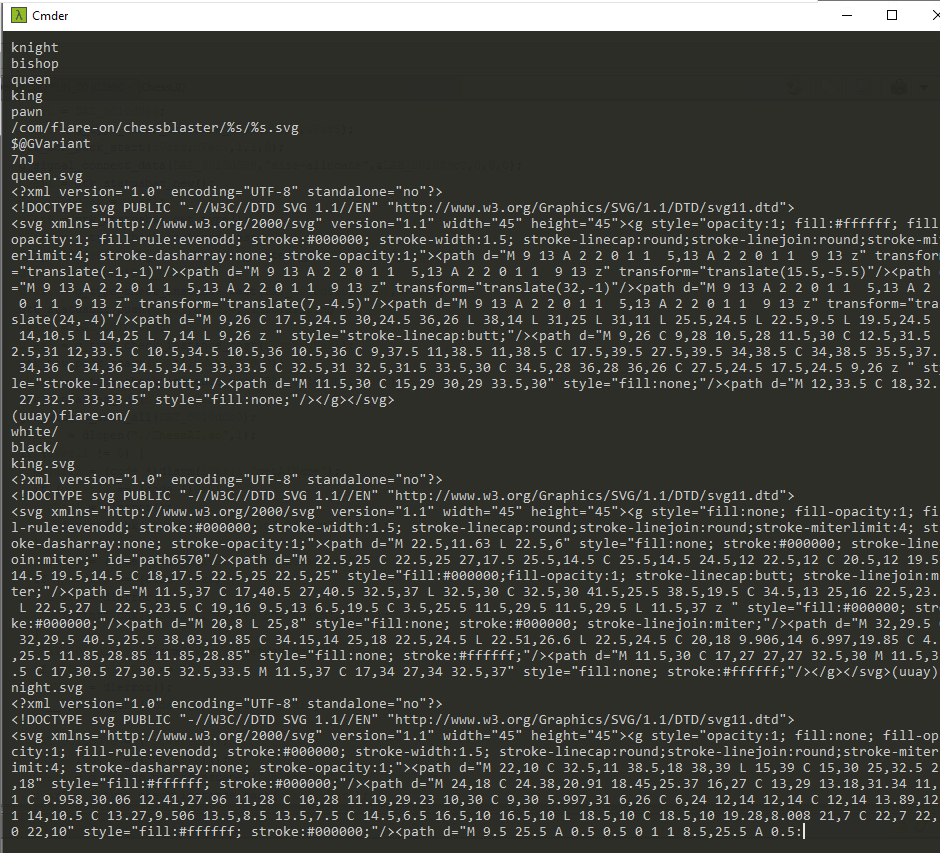 λ Cmder
knight
bishop
queen
king
pawn
/com/flare-on/chessblaster/%s/%s.svg
$@GVariant
7nJ
queen.svg
<?xml version="1.0" encoding="UTF-8" standalone="no"?>
<!DOCTYPE svg PUBLIC "-//W3C//DTD SVG 1.1//EN" "http://www.w3.org/Graphics/SVG/1.1/DTD/svg11.dtd">
<svg xmlns="http://www.w3.org/2000/svg" version="1.1" width="45" height="45"><g style="opacity:1; fill:#ffffff; fill
opacity:1; fill-rule:evenodd; stroke:#000000; stroke-width:1.5; stroke-linecap:round;stroke-linejoin:round;stroke-mi
erlimit:4; stroke-dasharray:none; stroke-opacity:1;"><path d="M 9 13 A 2 2 0 1 1  5,13 A 2 2 0 1 1  9 13 z" transform
="translate(-1,-1)"/><path d="M 9 13 A 2 2 0 1 1  5,13 A 2 2 0 1 1  9 13 z" transform="translate(15.5,-5.5)"/><path
="M 9 13 A 2 2 0 1 1  5,13 A 2 2 0 1 1  9 13 z" transform="translate(32,-1)"/><path d="M 9 13 A 2 2 0 1 1  5,13 A 2
 0 1 1  9 13 z" transform="translate(7,-4.5)"/><path d="M 9 13 A 2 2 0 1 1  5,13 A 2 2 0 1 1  9 13 z" transform="tra
slate(24,-4)"/><path d="M 9,26 C 17.5,24.5 30,24.5 36,26 L 38,14 L 31,25 L 31,11 L 25.5,24.5 L 22.5,9.5 L 19.5,24.5
 14,10.5 L 14,25 L 7,14 L 9,26 z " style="stroke-linecap:butt;"/><path d="M 9,26 C 9,28 10.5,28 11.5,30 C 12.5,31.5
2.5,31 12,33.5 C 10.5,34.5 10.5,36 10.5,36 C 9,37.5 11,38.5 11,38.5 C 17.5,39.5 27.5,39.5 34,38.5 C 34,38.5 35.5,37.
 34,36 C 34,36 34.5,34.5 33,33.5 C 32.5,31 32.5,31.5 33.5,30 C 34.5,28 36,28 36,26 C 27.5,24.5 17.5,24.5 9,26 z " st
le="stroke-linecap:butt;"/><path d="M 11.5,30 C 15,29 30,29 33.5,30" style="fill:none;"/><path d="M 12,33.5 C 18,32.
 27,32.5 33,33.5" style="fill:none;"/></g></svg>
(uuay)flare-on/
white/
black/
king.svg
<?xml version="1.0" encoding="UTF-8" standalone="no"?>
<!DOCTYPE svg PUBLIC "-//W3C//DTD SVG 1.1//EN" "http://www.w3.org/Graphics/SVG/1.1/DTD/svg11.dtd">
<svg xmlns="http://www.w3.org/2000/svg" version="1.1" width="45" height="45"><g style="fill:none; fill-opacity:1; fi
l-rule:evenodd; stroke:#000000; stroke-width:1.5; stroke-linecap:round;stroke-linejoin:round;stroke-miterlimit:4; st
oke-dasharray:none; stroke-opacity:1;"><path d="M 22.5,11.63 L 22.5,6" style="fill:none; stroke:#000000; stroke-line
oin:miter;" id="path6570"/><path d="M 22.5,25 C 22.5,25 27,17.5 25.5,14.5 C 25.5,14.5 24.5,12 22.5,12 C 20.5,12 19.5
14.5 19.5,14.5 C 18,17.5 22.5,25 22.5,25" style="fill:#000000;fill-opacity:1; stroke-linecap:butt; stroke-linejoin:m
ter;"/><path d="M 11.5,37 C 17,40.5 27,40.5 32.5,37 L 32.5,30 C 32.5,30 41.5,25.5 38.5,19.5 C 34.5,13 25,16 22.5,23.
 L 22.5,27 L 22.5,23.5 C 19,16 9.5,13 6.5,19.5 C 3.5,25.5 11.5,29.5 11.5,29.5 L 11.5,37 z " style="fill:#000000; str
ke:#000000;"/><path d="M 20,8 L 25,8" style="fill:none; stroke:#000000; stroke-linejoin:miter;"/><path d="M 32,29.5
 32,29.5 40.5,25.5 38.03,19.85 C 34.15,14 25,18 22.5,24.5 L 22.51,26.6 L 22.5,24.5 C 20,18 9.906,14 6.997,19.85 C 4.
,25.5 11.85,28.85 11.85,28.85" style="fill:none; stroke:#ffffff;"/><path d="M 11.5,30 C 17,27 27,27 32.5,30 M 11.5,3
.5 C 17,30.5 27,30.5 32.5,33.5 M 11.5,37 C 17,34 27,34 32.5,37" style="fill:none; stroke:#ffffff;"/></g></svg>(uuay)
night.svg
<?xml version="1.0" encoding="UTF-8" standalone="no"?>
<!DOCTYPE svg PUBLIC "-//W3C//DTD SVG 1.1//EN" "http://www.w3.org/Graphics/SVG/1.1/DTD/svg11.dtd">
<svg xmlns="http://www.w3.org/2000/svg" version="1.1" width="45" height="45"><g style="opacity:1; fill:none; fill-op
city:1; fill-rule:evenodd; stroke:#000000; stroke-width:1.5; stroke-linecap:round;stroke-linejoin:round;stroke-miter
imit:4; stroke-dasharray:none; stroke-opacity:1;"><path d="M 22,10 C 32.5,11 38.5,18 38,39 L 15,39 C 15,30 25,32.5 2
,18" style="fill:#ffffff; stroke:#000000;"/><path d="M 24,18 C 24.38,20.91 18.45,25.37 16,27 C 13,29 13.18,31.34 11,
1 C 9.958,30.06 12.41,27.96 11,28 C 10,28 11.19,29.23 10,30 C 9,30 5.997,31 6,26 C 6,24 12,14 12,14 C 12,14 13.89,12
1 14,10.5 C 13.27,9.506 13.5,8.5 13.5,7.5 C 14.5,6.5 16.5,10 16.5,10 L 18.5,10 C 18.5,10 19.28,8.008 21,7 C 22,7 22,
0 22,10" style="fill:#ffffff; stroke:#000000;"/><path d="M 9.5 25.5 A 0.5 0.5 0 1 1 8.5,25.5 A 0.5: